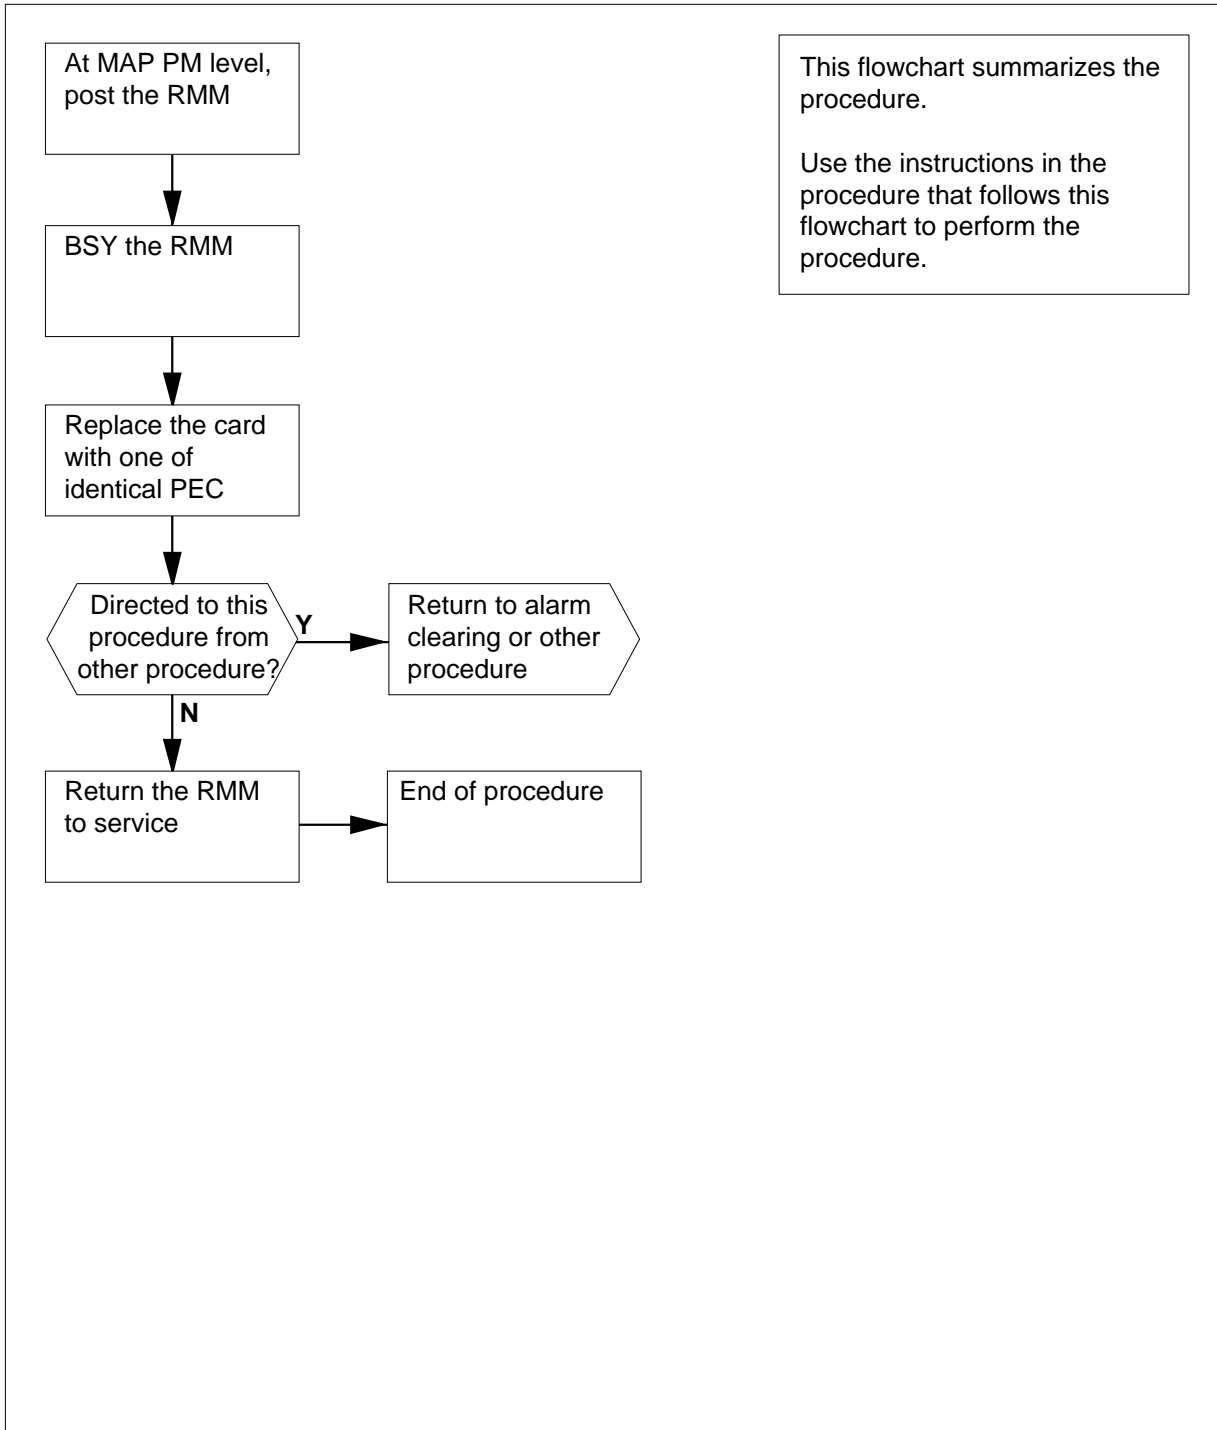 At MAP PM level,
post the RMM
This flowchart summarizes the
procedure.
Use the instructions in the
procedure that follows this
flowchart to perform the
procedure.
BSY the RMM
Replace the card
with one of
identical PEC
Directed to this
procedure from
other procedure?
Y
Return to alarm
clearing or other
procedure
N
Return the RMM
to service
End of procedure